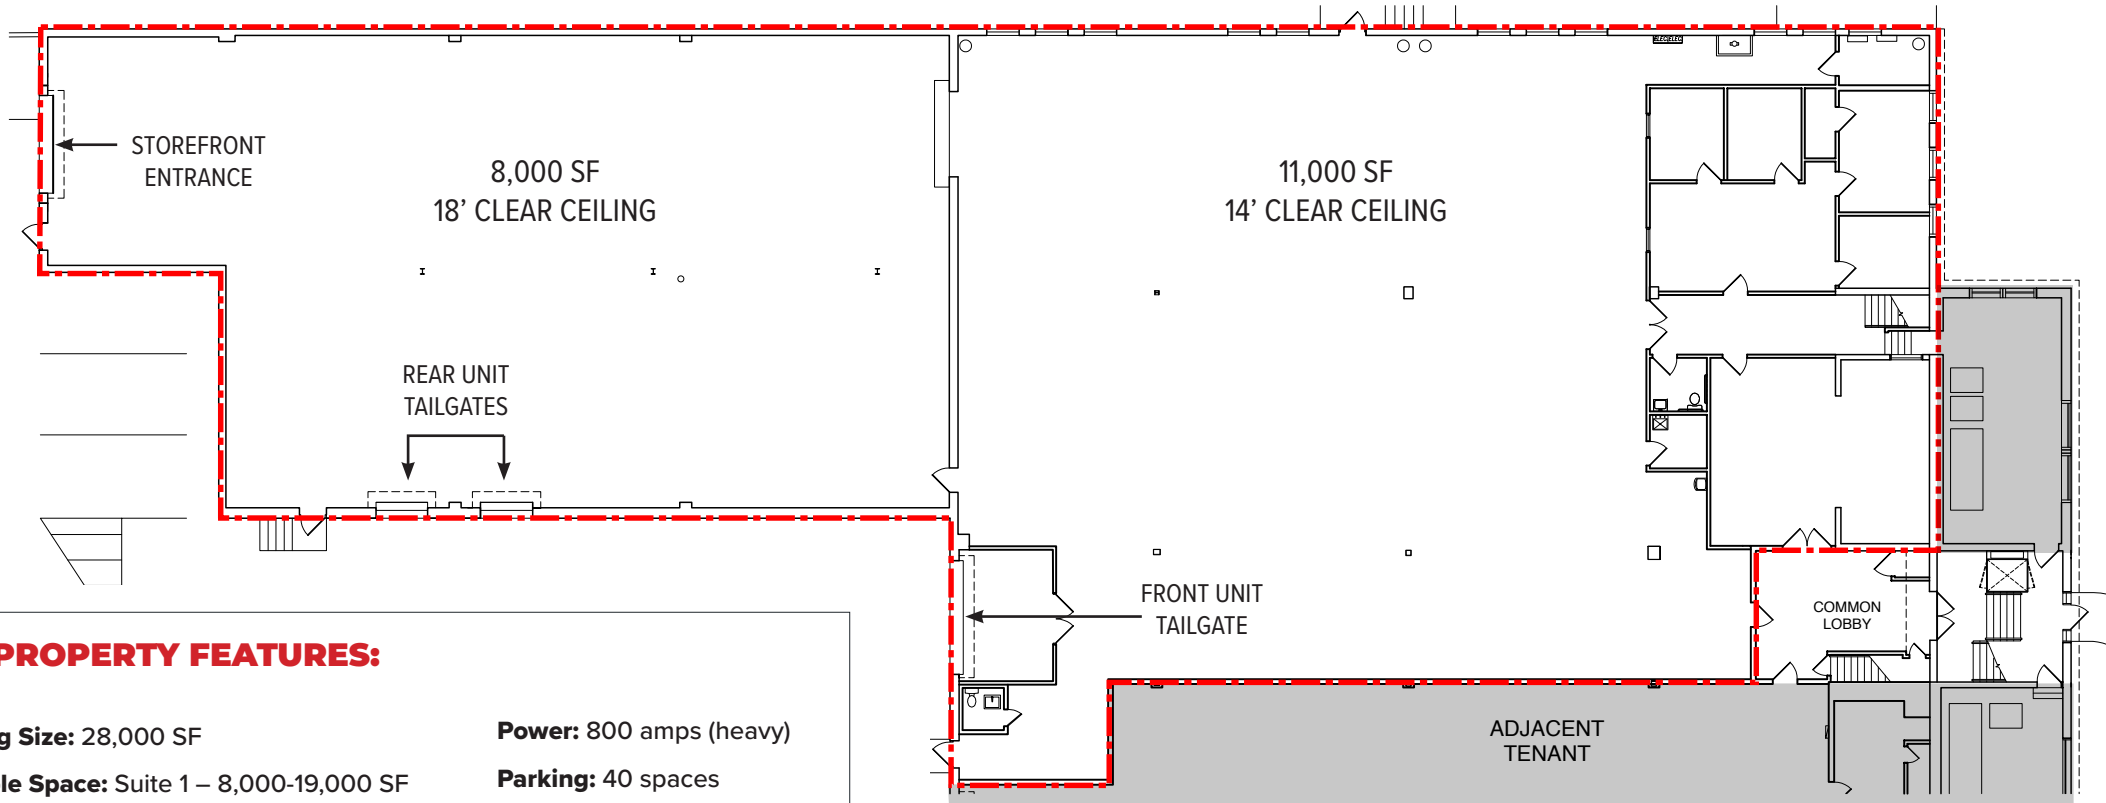 STOREFRONT
ENTRANCE
8,000 SF
18’ CLEAR CEILING
11,000 SF
14’ CLEAR CEILING
ELEC ELEC
REAR UNIT
TAILGATES
FRONT UNIT
TAILGATE
COMMON
LOBBY
ADJACENT
TENANT
PROPERTY FEATURES:
g Size: 28,000 SF
le Space: Suite 1 – 8,000-19,000 SF
Power: 800 amps (heavy)
Parking: 40 spaces